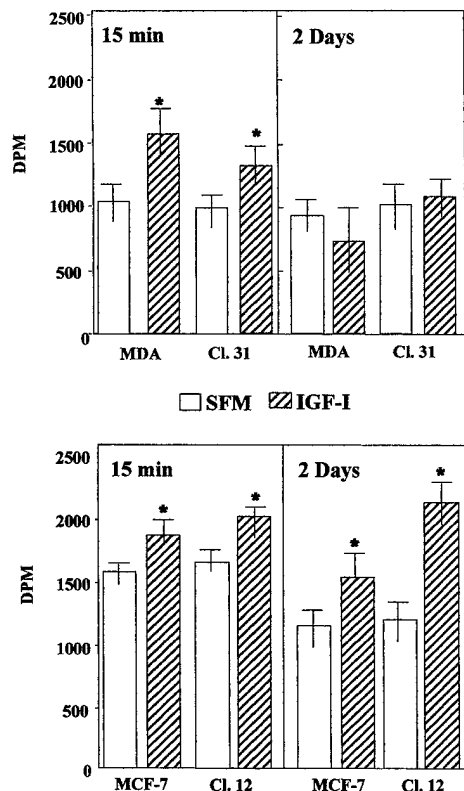 2500
15 min
2 Days
2000
*
1500
*
DPM
1000
500
0
MDA
Cl. 31
MDA
Cl. 31
SFM
IGF-I
2500
15 min
2 Days
*
*
*
2000
*
1500
DPM
1000
500
0
MCF-7
Cl. 12
MCF-7
Cl. 12